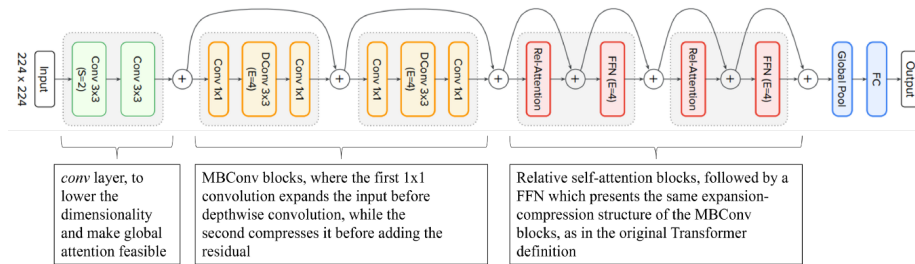 224 x 224
Input
Conv 3x3
(S=2)
Conv 3x3
+
Conv 1x1
DConv 3x3
(E=4)
Conv 1x1
+
Conv 1x1
DConv 3x3
(E=4)
Conv 1x1
+
Rel-Attention
+
FFN (E=4)
+
Rel-Attention
+
FFN (E=4)
+
Global Pool
FC
Output
conv layer, to
lower the
dimensionality
and make global
attention feasible
MBConv blocks, where the first 1x1
convolution expands the input before
depthwise convolution, while the
second compresses it before adding the
residual
Relative self-attention blocks, followed by a
FFN which presents the same expansion-
compression structure of the MBConv
blocks, as in the original Transformer
definition